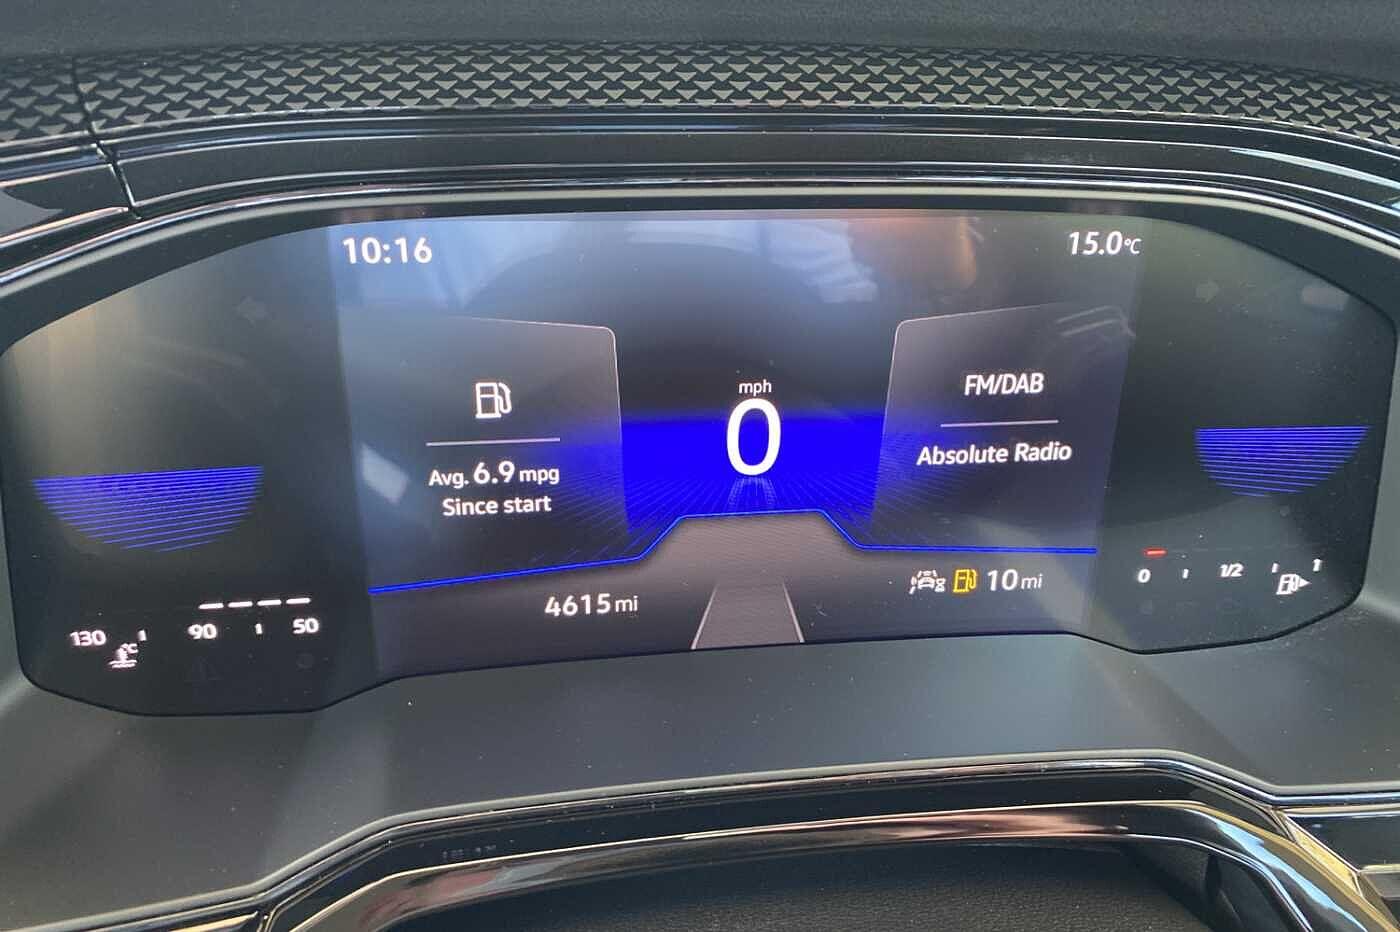 10:16
15.0°C
mph
0
FM/DAB
Absolute Radio
Avg. 6.9 mpg
Since start
4615 mi
10 mi
130 90 50
°C
0 1/2 1